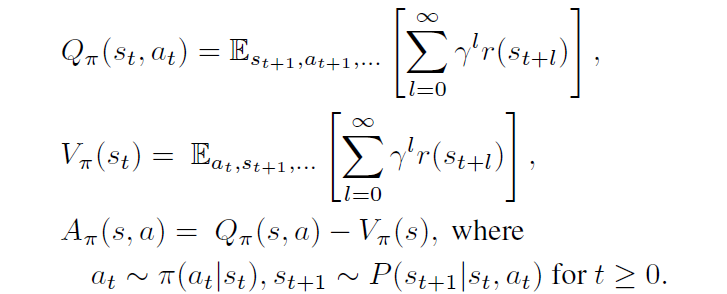 Q_π(s_t, a_t) = 𝔼_{s_{t+1}, a_{t+1}, ...} [ ∑_{l=0}^{∞} γ^l r(s_{t+l}) ],
V_π(s_t) = 𝔼_{a_t, s_{t+1}, ...} [ ∑_{l=0}^{∞} γ^l r(s_{t+l}) ],
A_π(s, a) = Q_π(s, a) − V_π(s), where
a_t ∼ π(a_t|s_t), s_{t+1} ∼ P(s_{t+1}|s_t, a_t) for t ≥ 0.